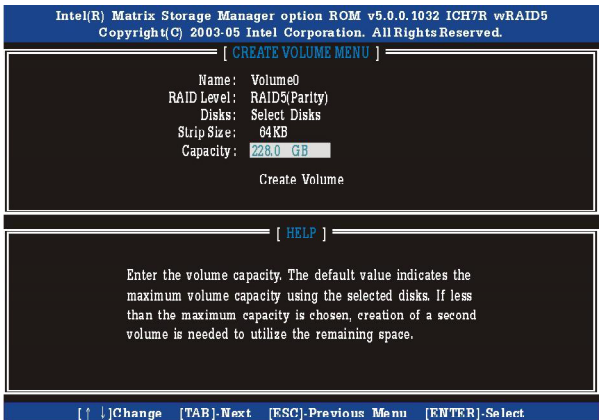 Intel(R) Matrix Storage Manager option ROM v5.0.0.1032 ICH7R wRAID5
Copyright(C) 2003-05 Intel Corporation. All Rights Reserved.
[ CREATE VOLUME MENU ]
Name: Volume0
RAID Level: RAID5(Parity)
Disks: Select Disks
Strip Size: 64KB
Capacity: 228.0 GB
Create Volume
[ HELP ]
Enter the volume capacity. The default value indicates the
maximum volume capacity using the selected disks. If less
than the maximum capacity is chosen, creation of a second
volume is needed to utilize the remaining space.
[↑ ↓]Change [TAB]-Next [ESC]-Previous Menu [ENTER]-Select